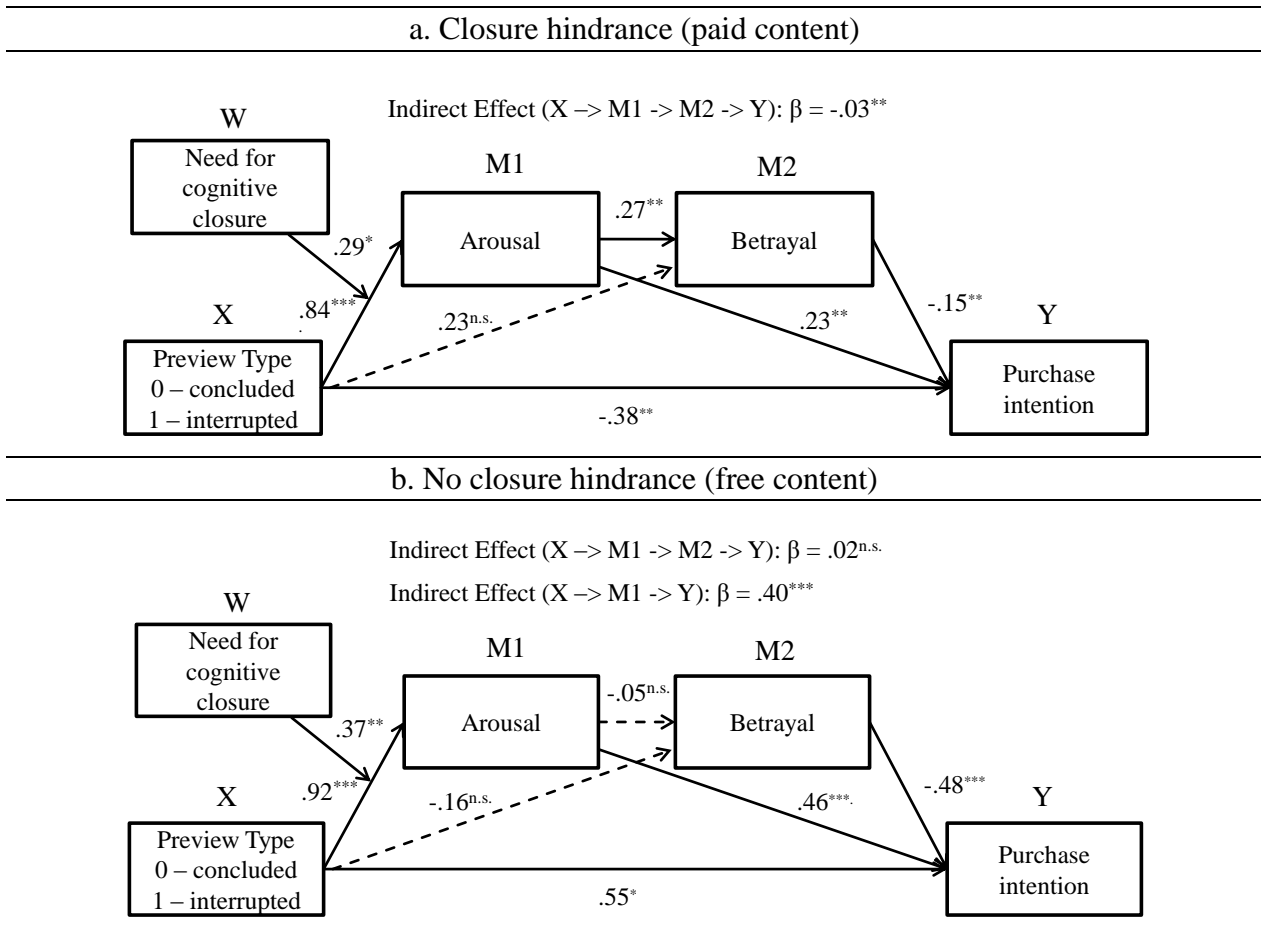 a. Closure hindrance (paid content)
Indirect Effect (X –> M1 -> M2 -> Y): β = -.03**
W
Need for
cognitive
closure
M1
Arousal
M2
Betrayal
.27**
.29*
.84***
.23n.s.
.23**
-.15**
X
Preview Type
0 – concluded
1 – interrupted
Y
Purchase
intention
-.38**
b. No closure hindrance (free content)
Indirect Effect (X –> M1 -> M2 -> Y): β = .02n.s.
Indirect Effect (X –> M1 -> Y): β = .40***
W
Need for
cognitive
closure
M1
Arousal
M2
Betrayal
-.05n.s.
.37**
.92***
-.16n.s.
.46***.
-.48***
X
Preview Type
0 – concluded
1 – interrupted
Y
Purchase
intention
.55*